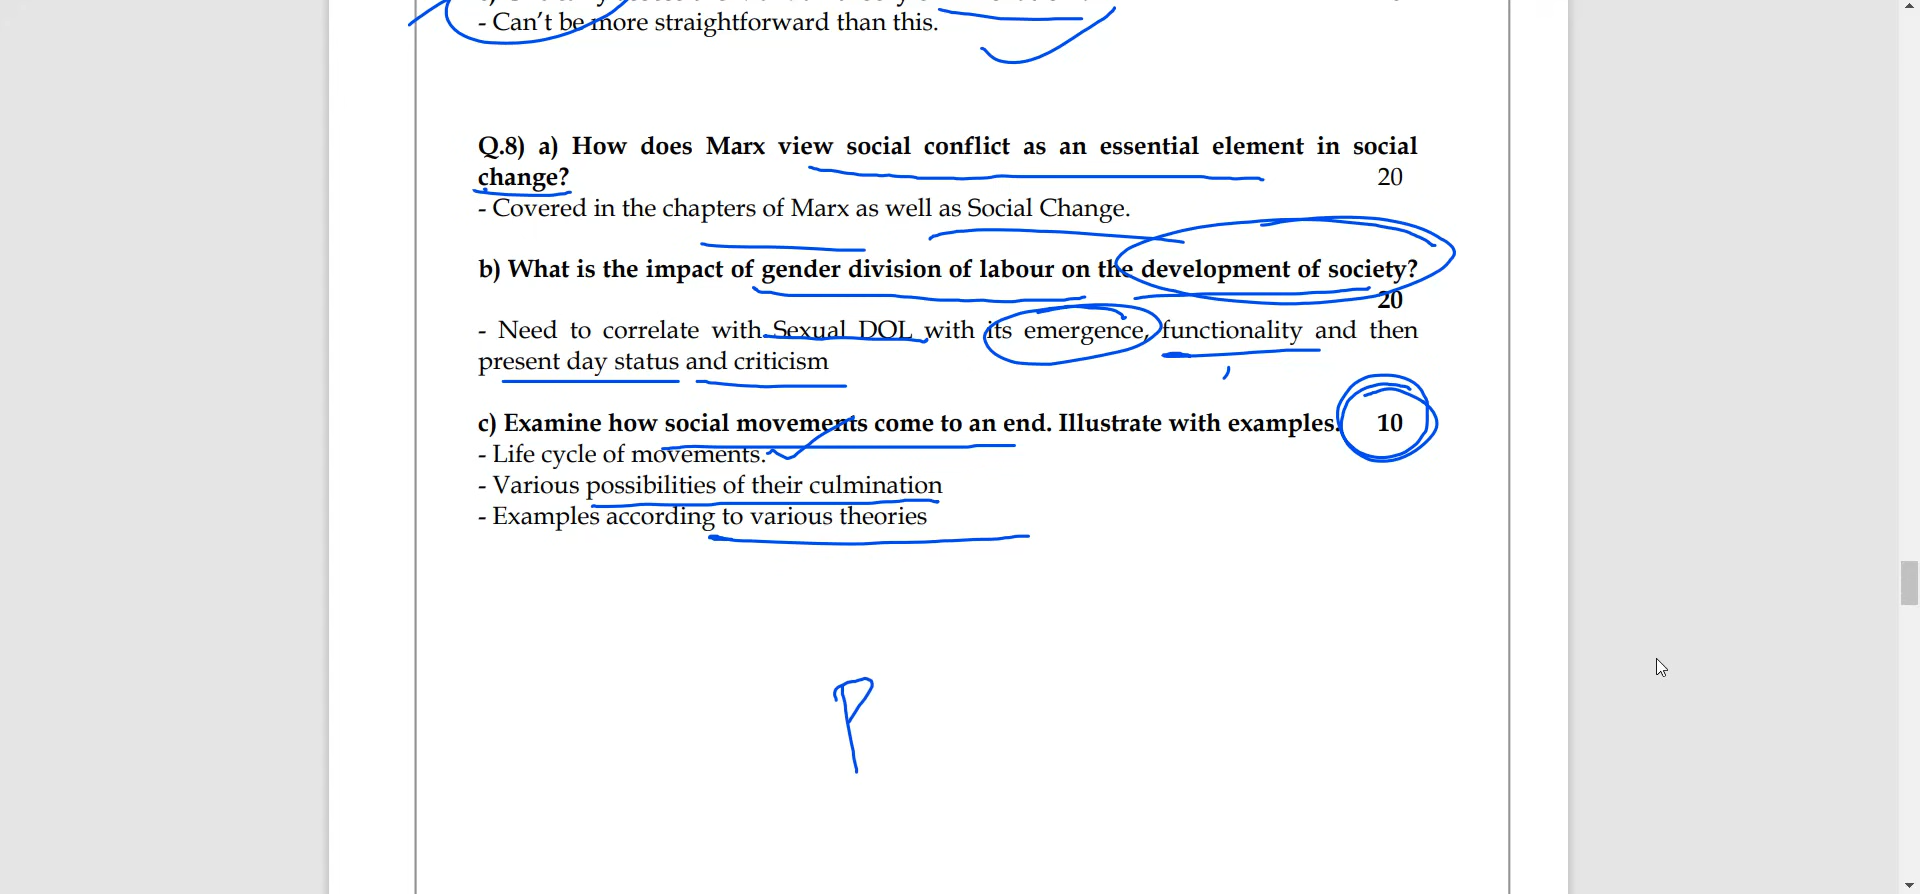 - Can't be more straightforward than this.
Q.8) a) How does Marx view social conflict as an essential element in social
change? 20
- Covered in the chapters of Marx as well as Social Change.
b) What is the impact of gender division of labour on the development of society?
20
- Need to correlate with Sexual DOL with its emergence, functionality and then
present day status and criticism
c) Examine how social movements come to an end. Illustrate with examples. 10
- Life cycle of movements.
- Various possibilities of their culmination
- Examples according to various theories
P